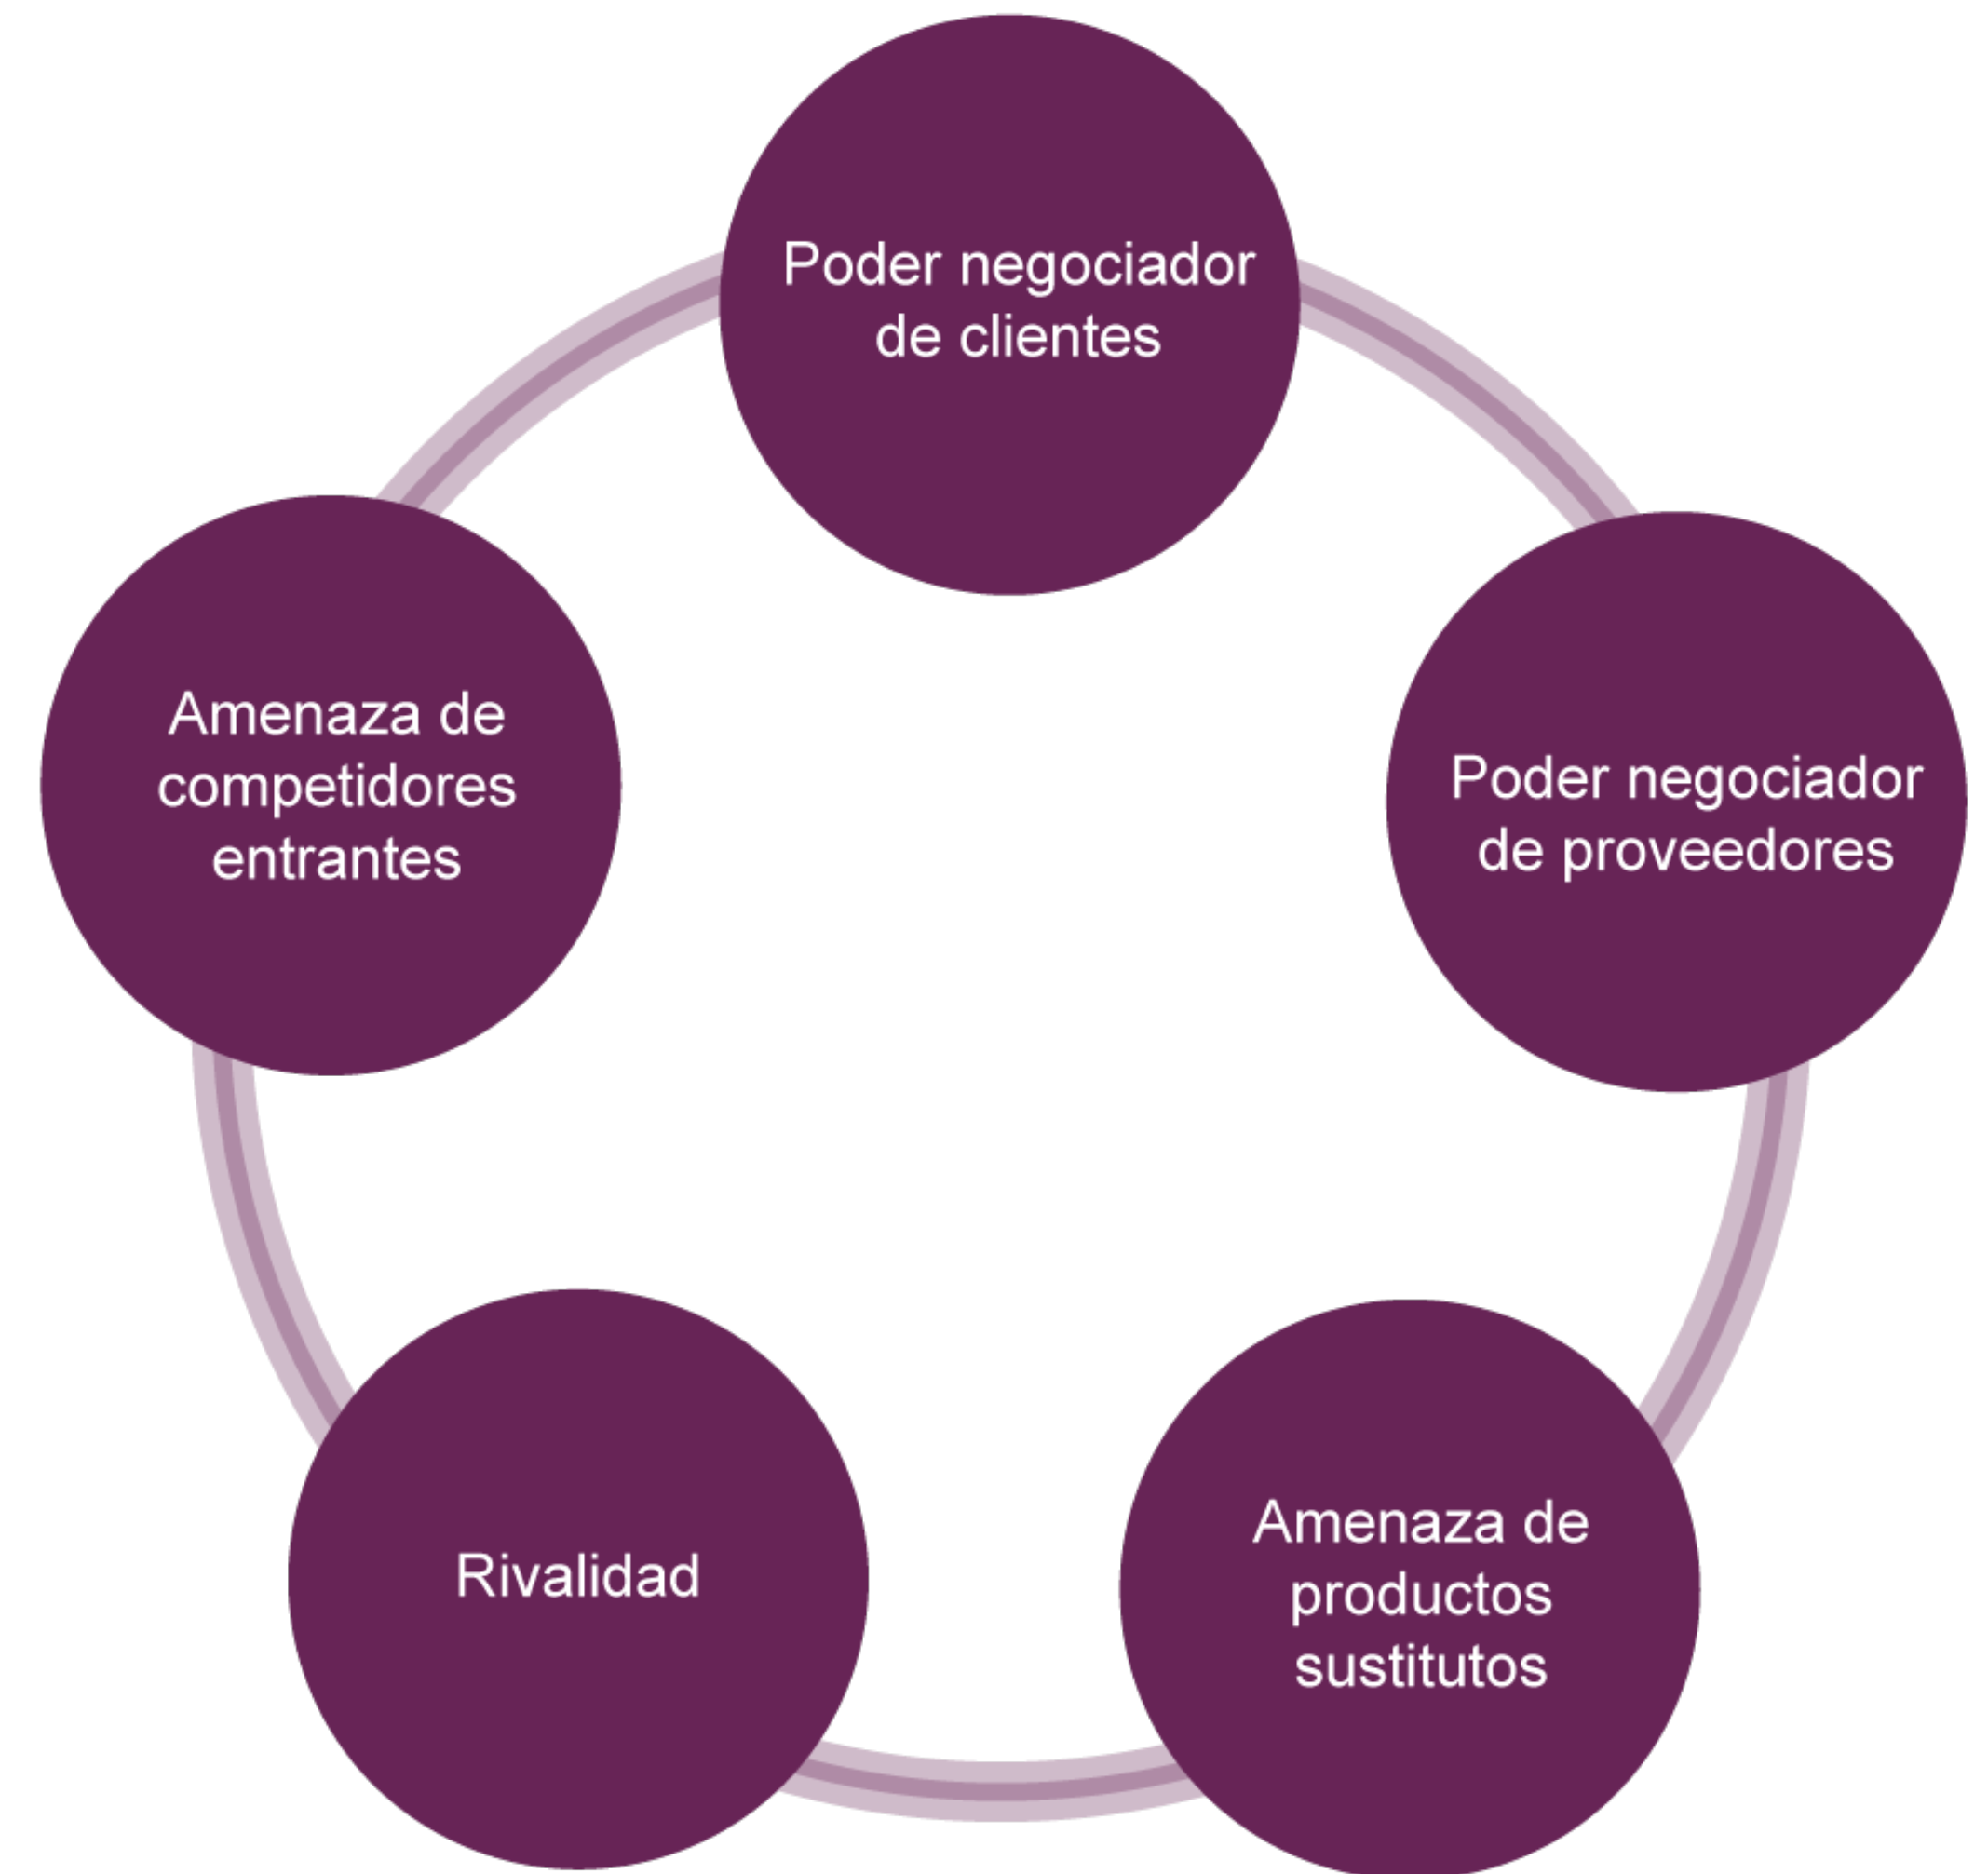 Poder negociador
de clientes
Amenaza de
competidores
entrantes
Poder negociador
de proveedores
Rivalidad
Amenaza de
productos
sustitutos